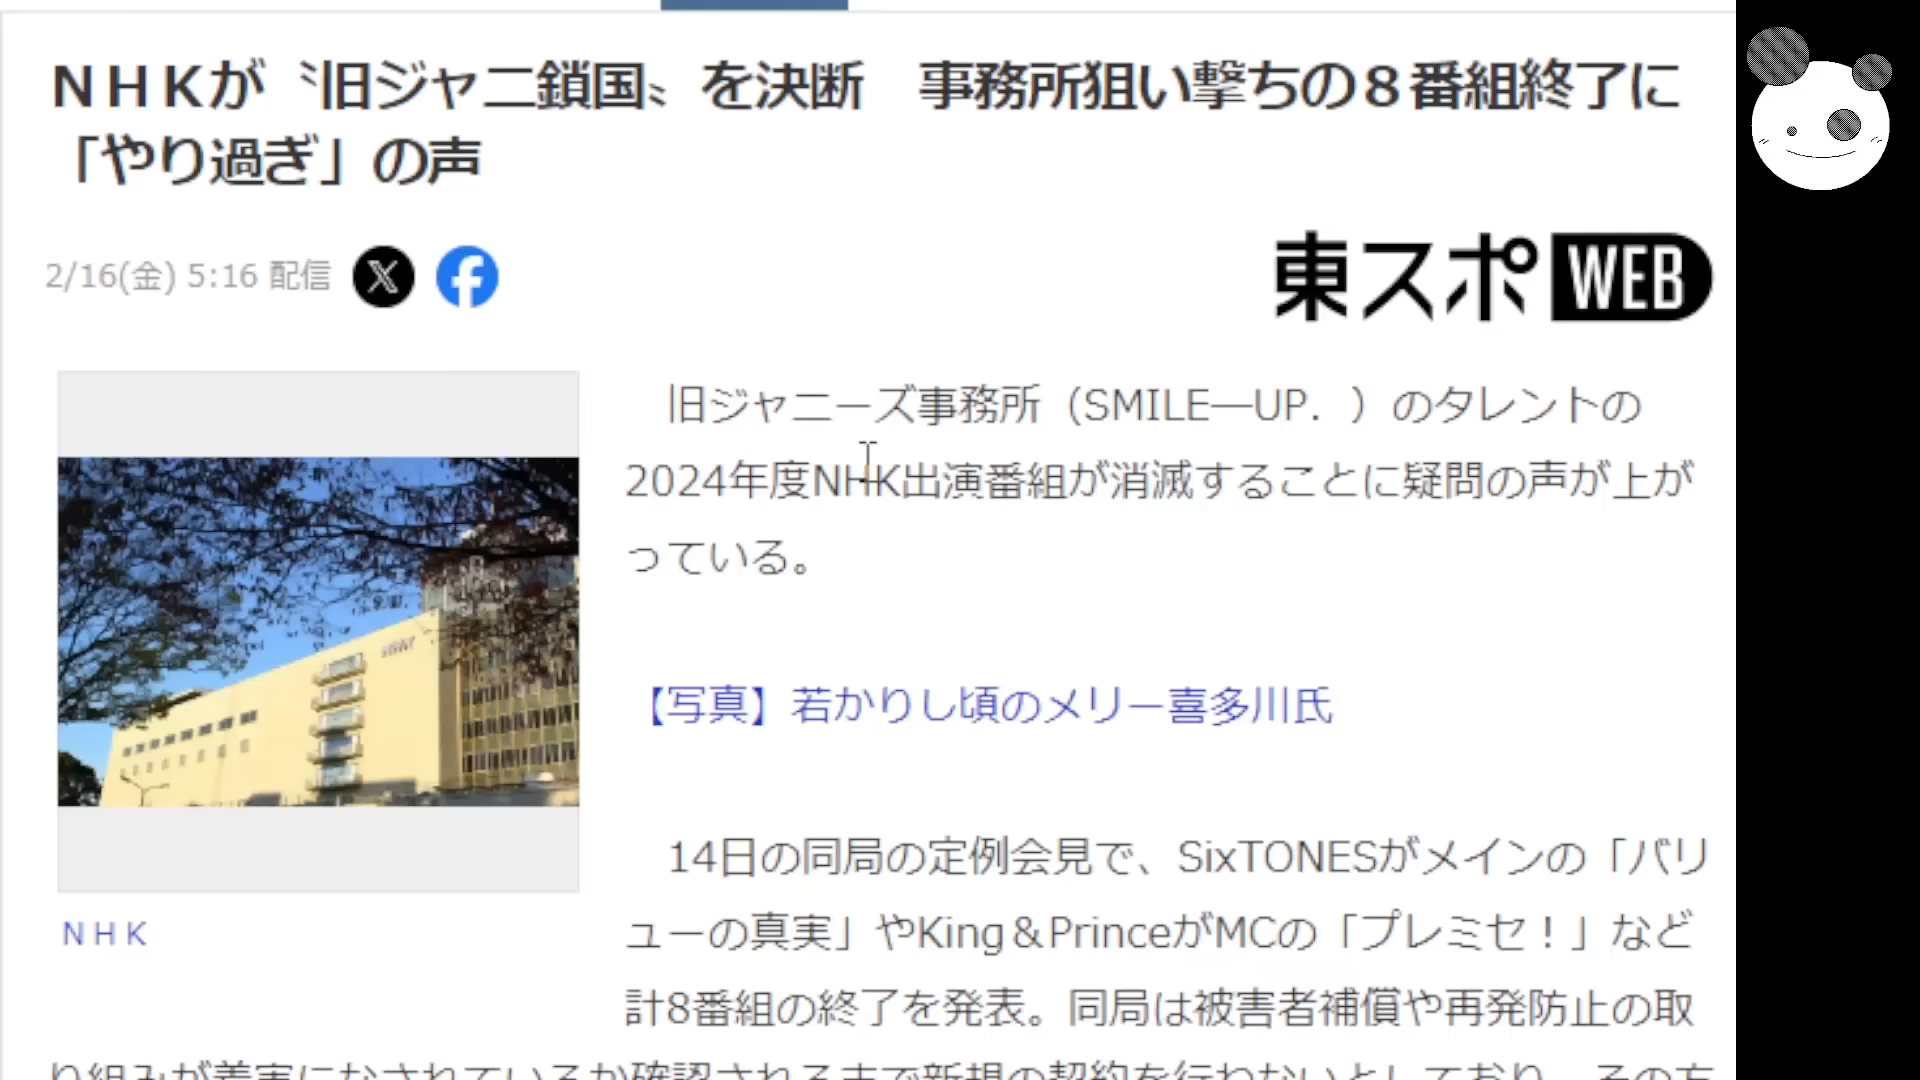 ＮＨＫが〝旧ジャニ鎖国〟を決断　事務所狙い撃ちの８番組終了に
「やり過ぎ」の声
2/16(金) 5:16 配信
東スポWEB
旧ジャニーズ事務所（SMILE―UP．）のタレントの
2024年度NHK出演番組が消滅することに疑問の声が上が
っている。
【写真】若かりし頃のメリー喜多川氏
14日の同局の定例会見で、SixTONESがメインの「バリ
ューの真実」やKing＆PrinceがMCの「プレミセ！」など
計8番組の終了を発表。同局は被害者補償や再発防止の取
り組みが着実になされているか確認されるまで新規の契約を行わないとしており、その方
ＮＨＫ